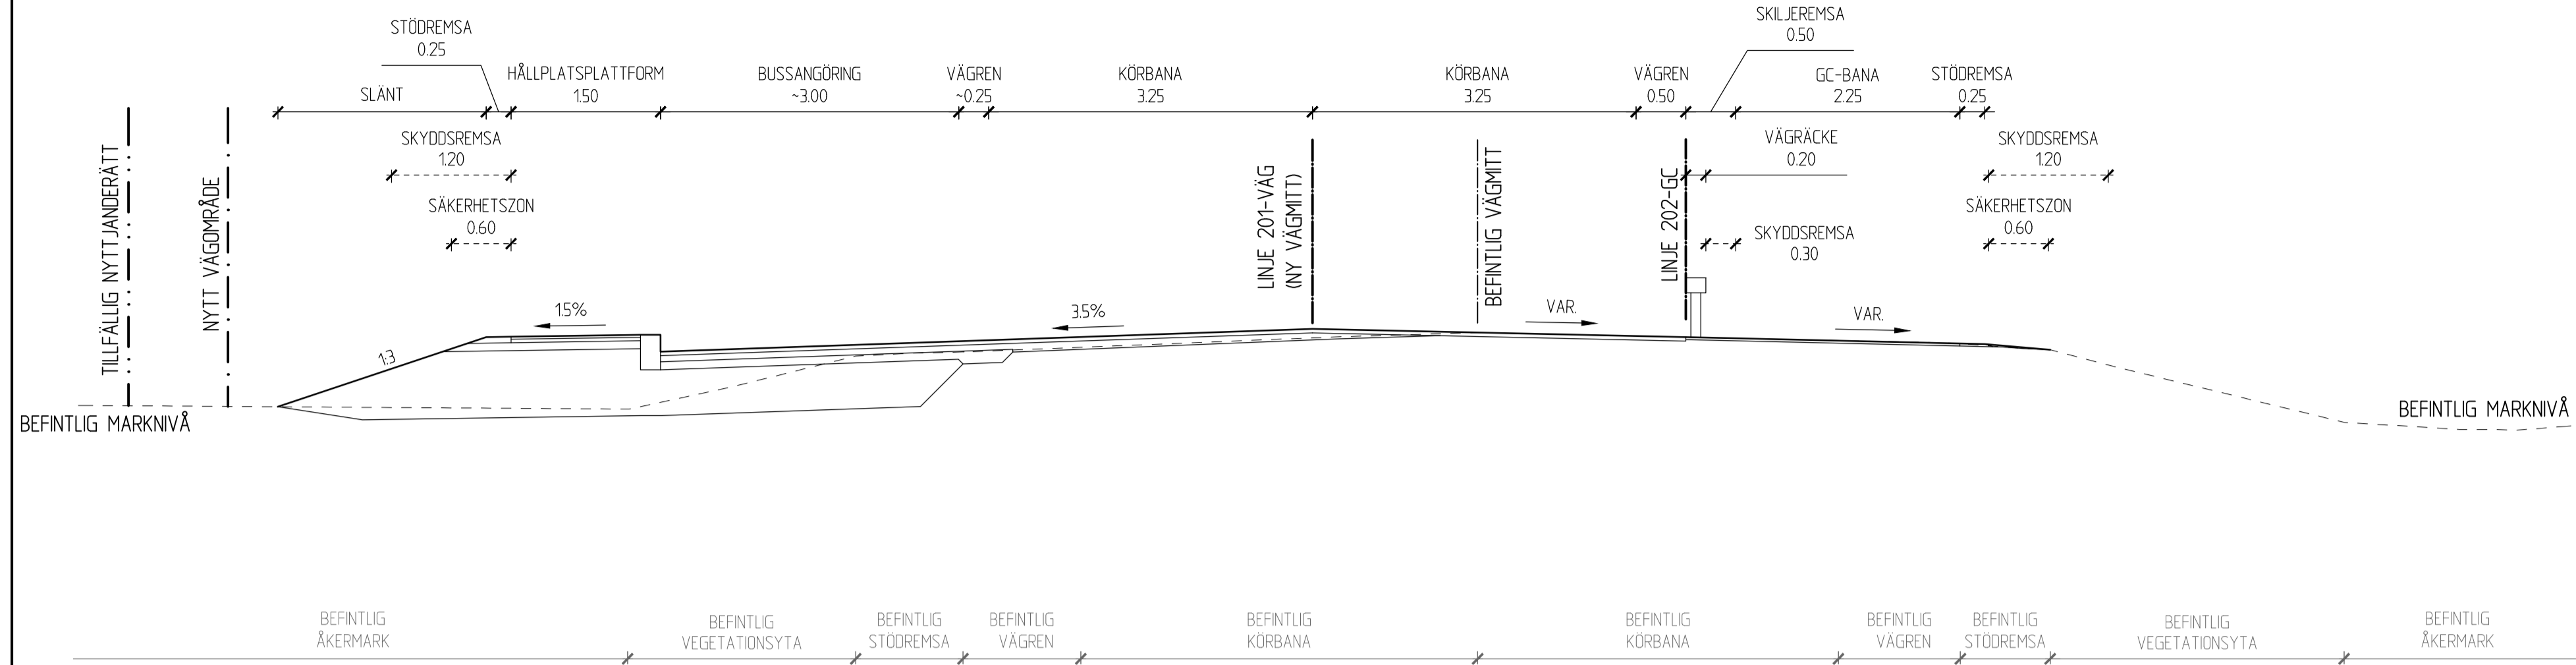 STÖDREMSA
0.25
SLÄNT
HÅLLPLATSPLATTFORM
1.50
BUSSANGÖRING
~3.00
VÄGREN
~0.25
KÖRBANA
3.25
KÖRBANA
3.25
VÄGREN
0.50
SKILJEREMSA
0.50
GC-BANA
2.25
STÖDREMSA
0.25
SKYDDSREMSA
1.20
SÄKERHETSZON
0.60
VÄGRÄCKE
0.20
SKYDDSREMSA
0.30
SKYDDSREMSA
1.20
SÄKERHETSZON
0.60
TILLFÄLLIG NYTTJANDERÄTT
NYTT VÄGOMRÅDE
LINJE 201-VÄG
(NY VÄGMITT)
BEFINTLIG VÄGMITT
LINJE 202-GC
1:3
1.5%
3.5%
VAR.
VAR.
BEFINTLIG MARKNIVÅ
BEFINTLIG MARKNIVÅ
BEFINTLIG
ÅKERMARK
BEFINTLIG
VEGETATIONSYTA
BEFINTLIG
STÖDREMSA
BEFINTLIG
VÄGREN
BEFINTLIG
KÖRBANA
BEFINTLIG
KÖRBANA
BEFINTLIG
VÄGREN
BEFINTLIG
STÖDREMSA
BEFINTLIG
VEGETATIONSYTA
BEFINTLIG
ÅKERMARK